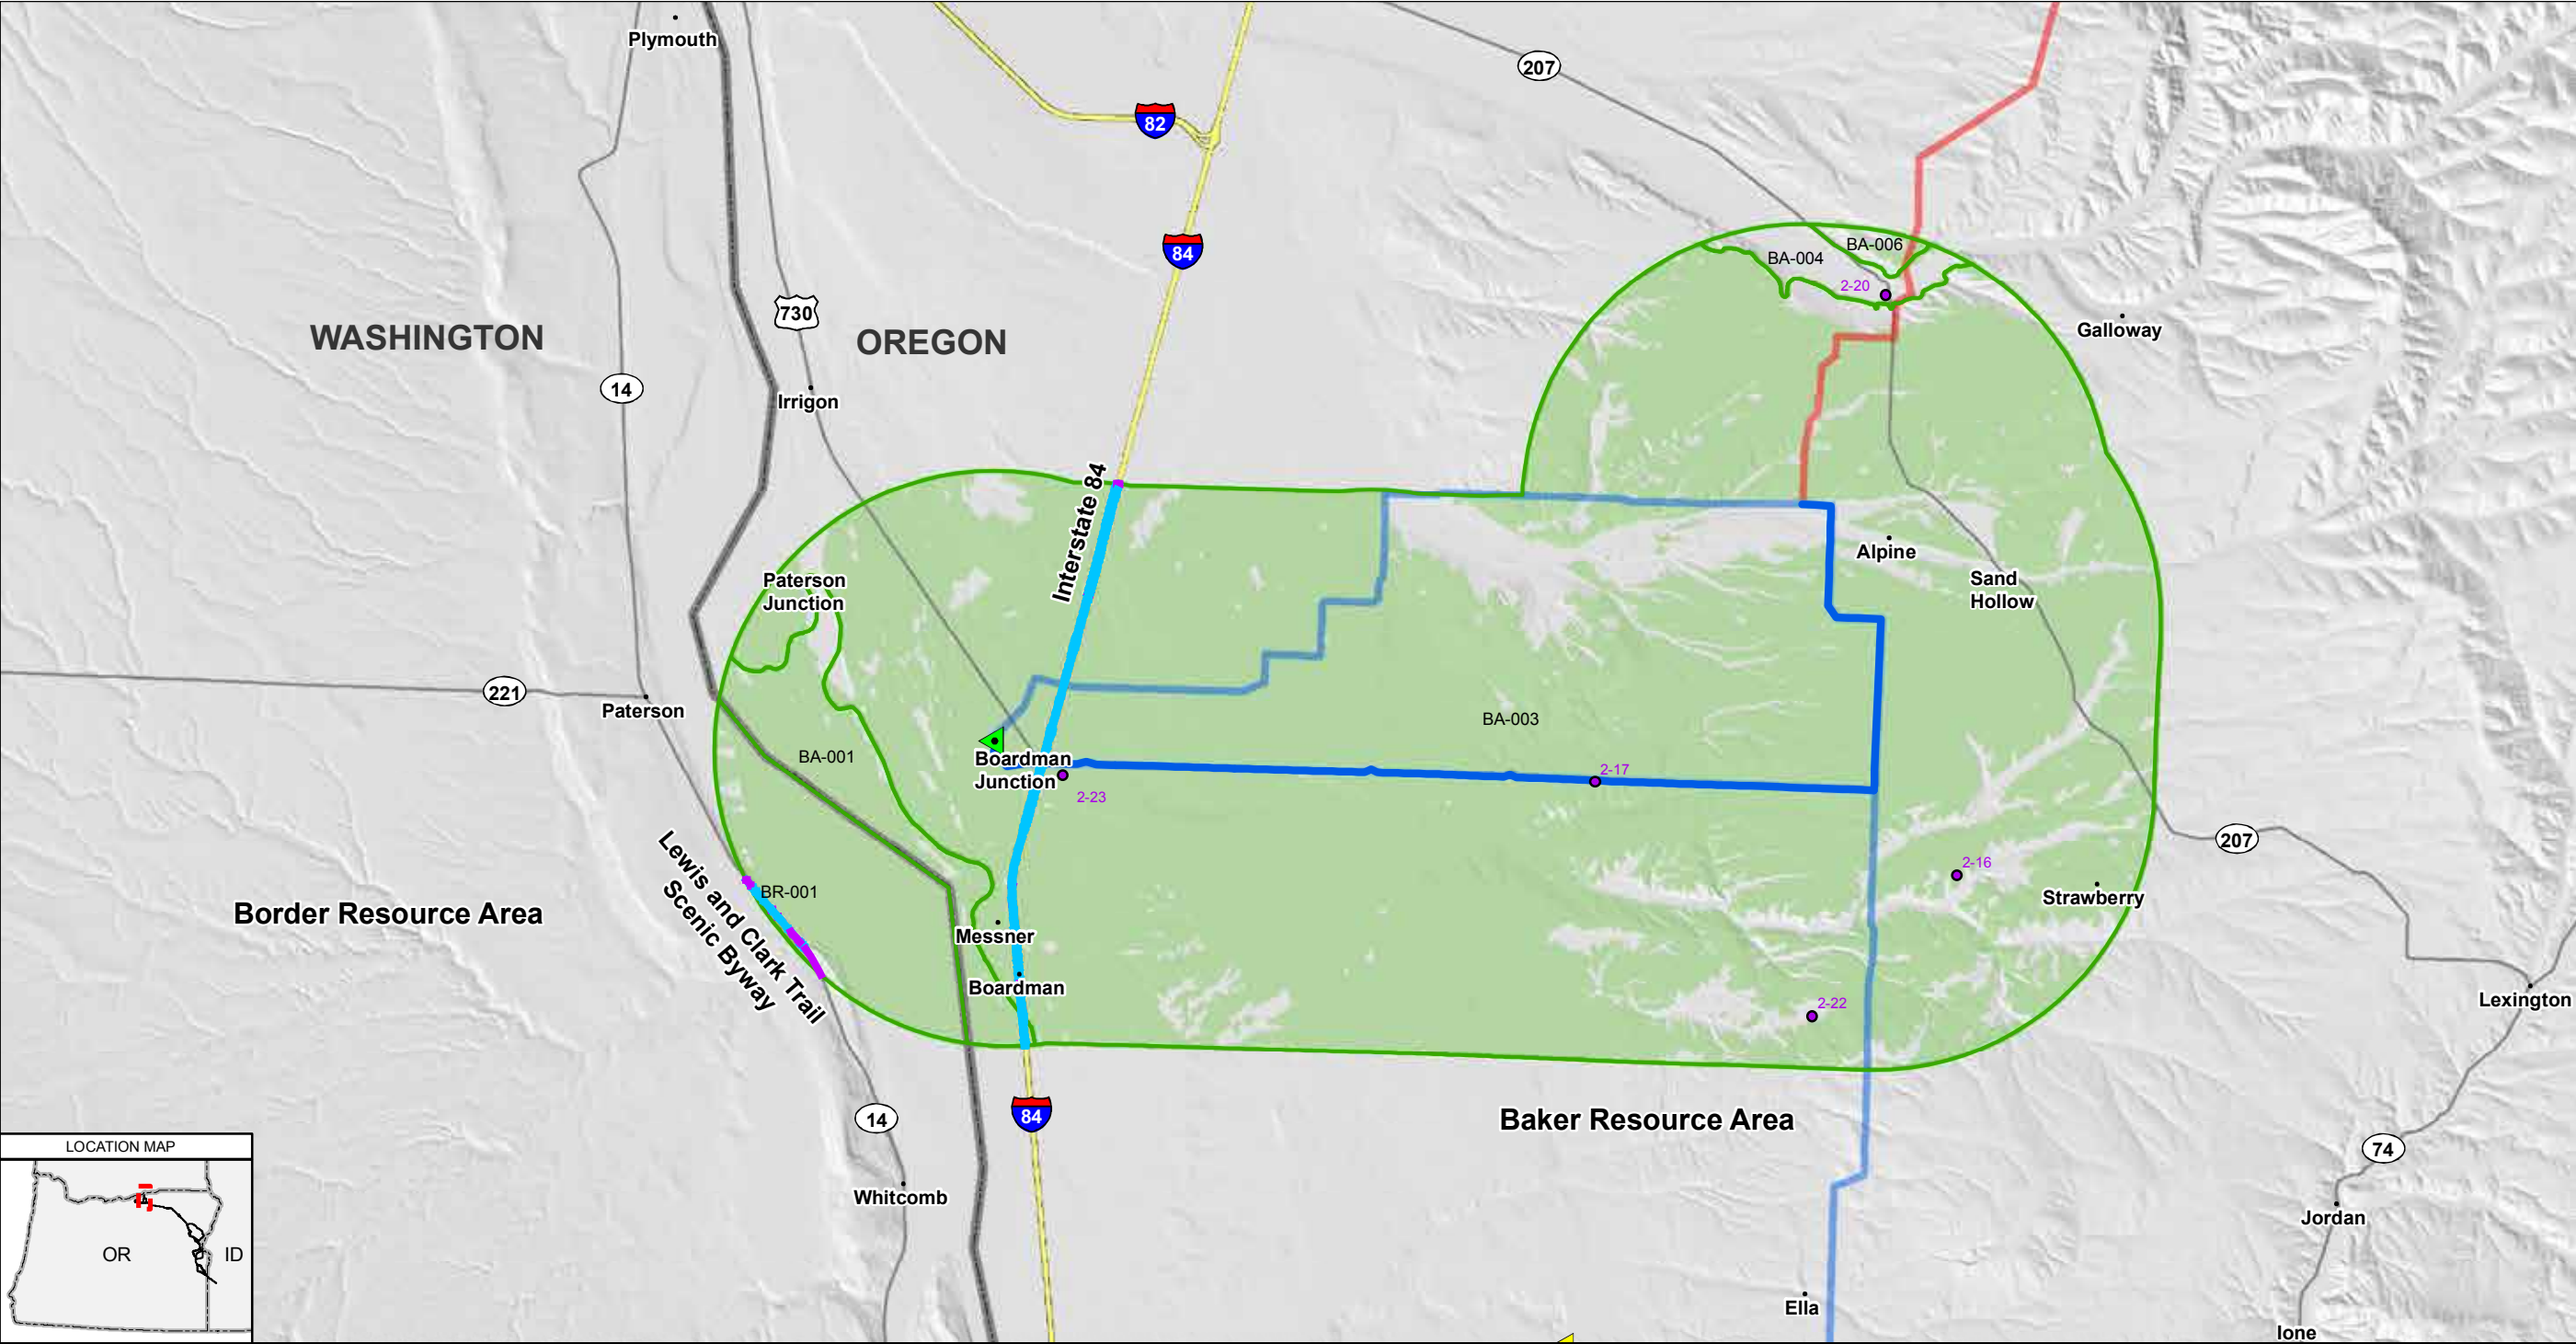 Plymouth
207
82
84
BA-006
BA-004
2-20
730
Galloway
WASHINGTON
OREGON
14
Irrigon
Interstate 84
Alpine
Paterson
Junction
Sand
Hollow
221
Paterson
BA-003
BA-001
Boardman
Junction
2-17
2-23
207
Lewis and Clark Trail
Scenic Byway
BR-001
2-16
Strawberry
Border Resource Area
Messner
Boardman
2-22
Lexington
84
14
Baker Resource Area
74
LOCATION MAP
OR
ID
Whitcomb
Jordan
Ella
Ione